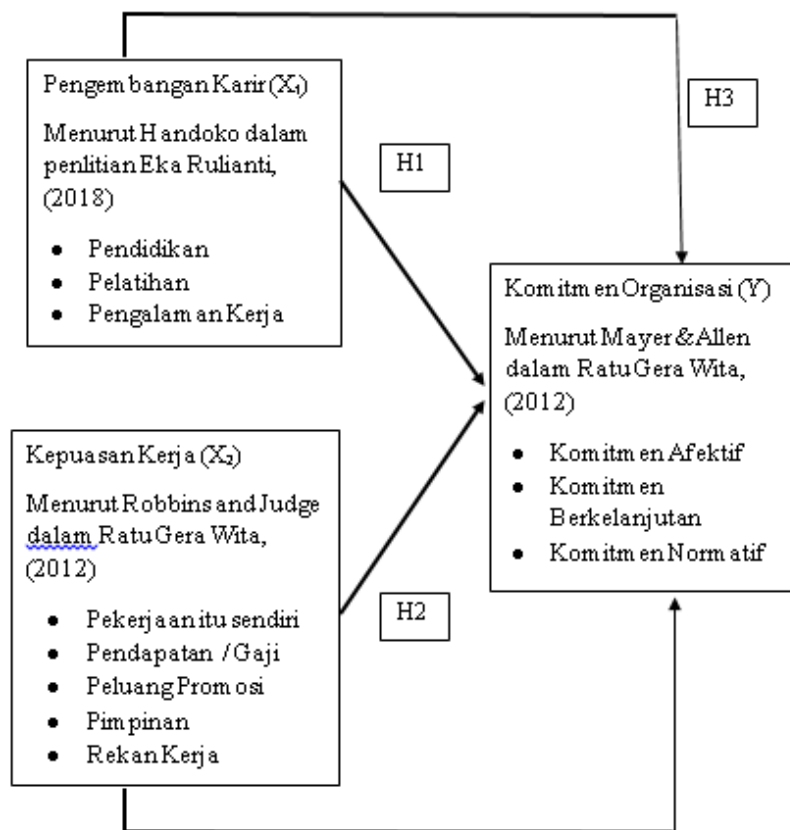 Pengembangan Karir (X₁)
Menurut Handoko dalam
penlitian Eka Rulianti,
(2018)
● Pendidikan
● Pelatihan
● Pengalaman Kerja
H1
H3
Komitmen Organisasi (Y)
Menurut Mayer & Allen
dalam Ratu Gera Wita,
(2012)
● Komitmen Afektif
● Komitmen
Berkelanjutan
● Komitmen Normatif
Kepuasan Kerja (X₂)
Menurut Robbins and Judge
dalam Ratu Gera Wita,
(2012)
● Pekerjaan itu sendiri
● Pendapatan / Gaji
● Peluang Promosi
● Pimpinan
● Rekan Kerja
H2